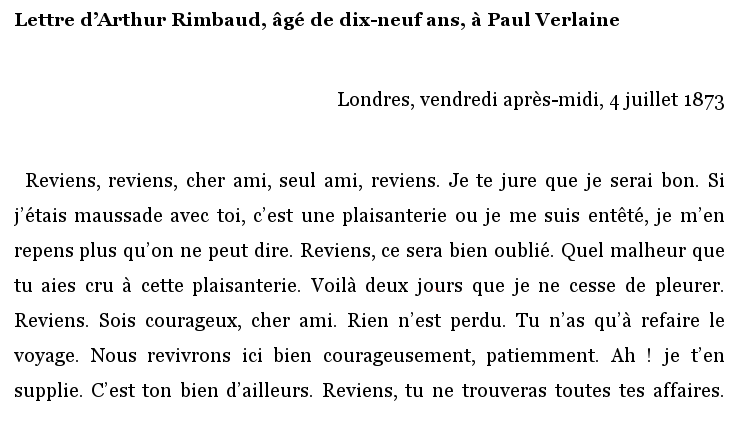 Lettre d’Arthur Rimbaud, âgé de dix-neuf ans, à Paul Verlaine
Londres, vendredi après-midi, 4 juillet 1873
Reviens, reviens, cher ami, seul ami, reviens. Je te jure que je serai bon. Si
j’étais maussade avec toi, c’est une plaisanterie ou je me suis entêté, je m’en
repens plus qu’on ne peut dire. Reviens, ce sera bien oublié. Quel malheur que
tu aies cru à cette plaisanterie. Voilà deux jours que je ne cesse de pleurer.
Reviens. Sois courageux, cher ami. Rien n’est perdu. Tu n’as qu’à refaire le
voyage. Nous revivrons ici bien courageusement, patiemment. Ah ! je t’en
supplie. C’est ton bien d’ailleurs. Reviens, tu ne trouveras toutes tes affaires.